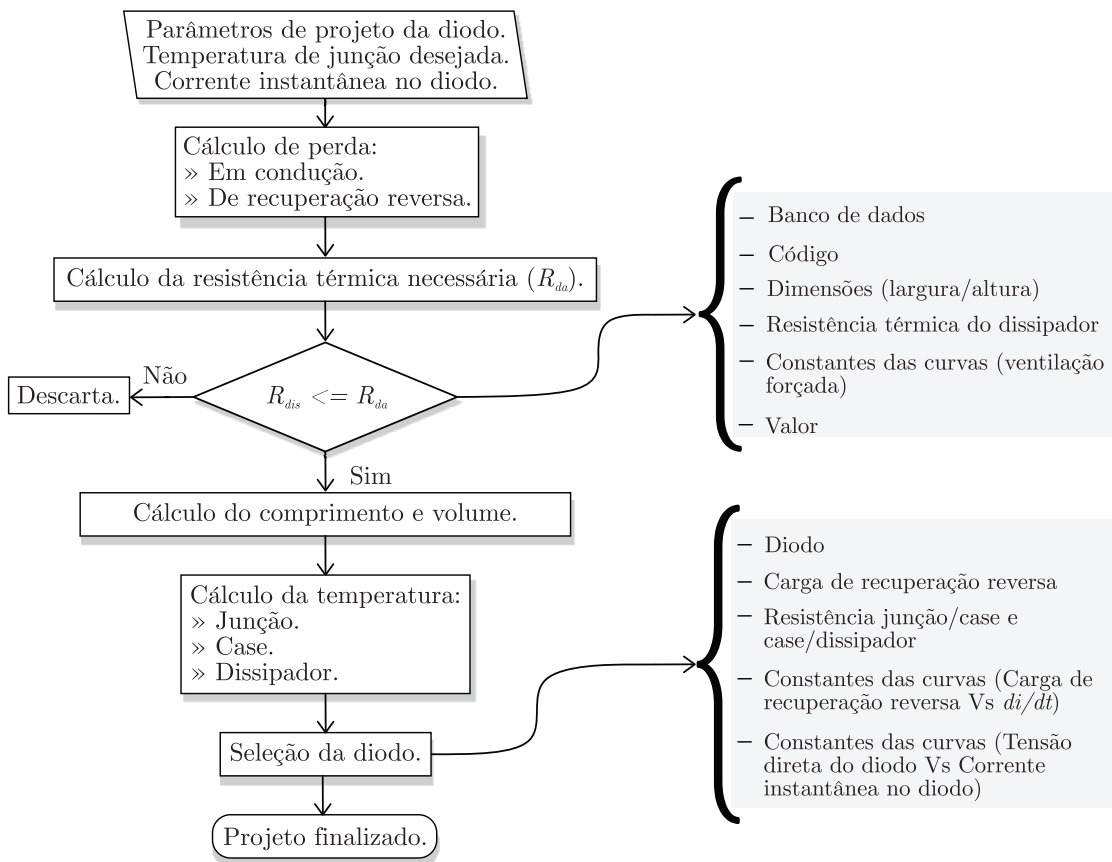 Parâmetros de projeto da diodo.
Temperatura de junção desejada.
Corrente instantânea no diodo.
Cálculo de perda:
» Em condução.
» De recuperação reversa.
Cálculo da resistência térmica necessária (R_da).
Não
Descarta.
R_dis <= R_da
Sim
Cálculo do comprimento e volume.
Cálculo da temperatura:
» Junção.
» Case.
» Dissipador.
Seleção da diodo.
Projeto finalizado.
– Banco de dados
– Código
– Dimensões (largura/altura)
– Resistência térmica do dissipador
– Constantes das curvas (ventilação
forçada)
– Valor
– Diodo
– Carga de recuperação reversa
– Resistência junção/case e
case/dissipador
– Constantes das curvas (Carga de
recuperação reversa Vs di/dt)
– Constantes das curvas (Tensão
direta do diodo Vs Corrente
instantânea no diodo)